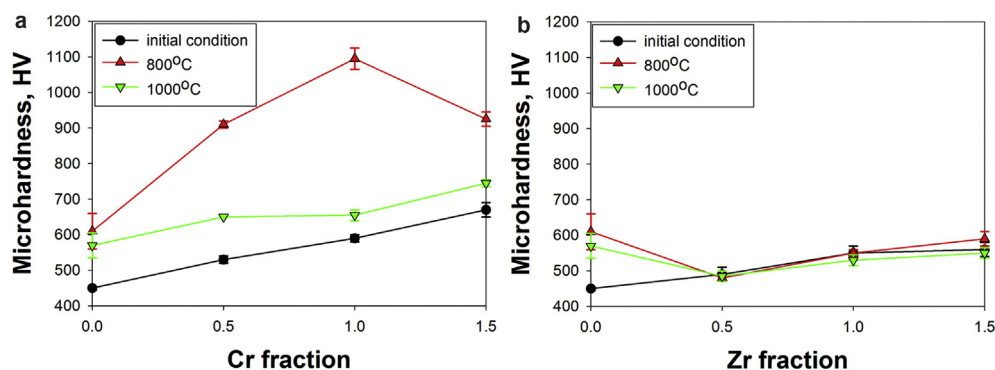 a
1200
1100
1000
900
800
700
600
500
400
0.0 0.5 1.0 1.5
Microhardness, HV
Cr fraction
initial condition
800°C
1000°C
b
1200
1100
1000
900
800
700
600
500
400
0.0 0.5 1.0 1.5
Microhardness, HV
Zr fraction
initial condition
800°C
1000°C